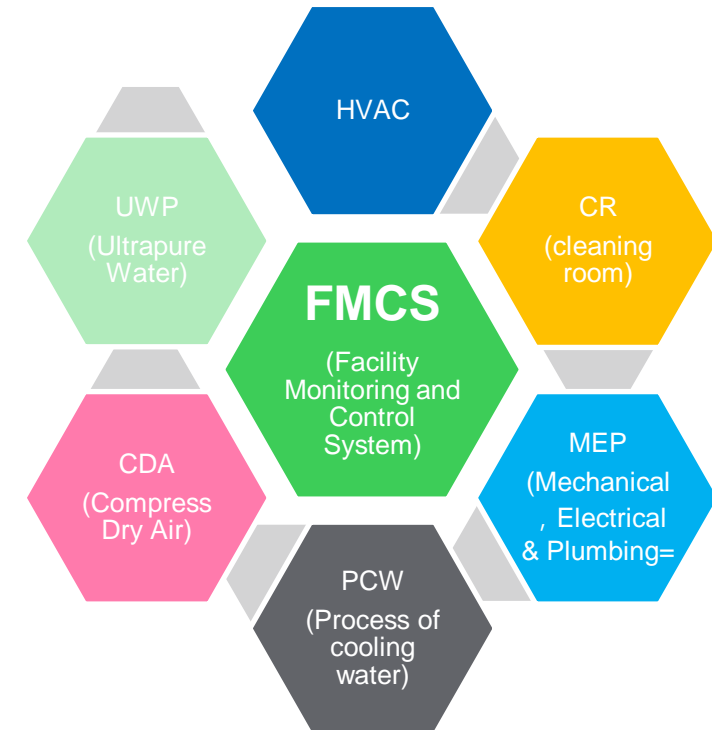 HVAC
UWP
(Ultrapure
Water)
CR
(cleaning
room)
FMCS
(Facility
Monitoring and
Control
System)
CDA
(Compress
Dry Air)
MEP
(Mechanical
, Electrical
& Plumbing=
PCW
(Process of
cooling
water)